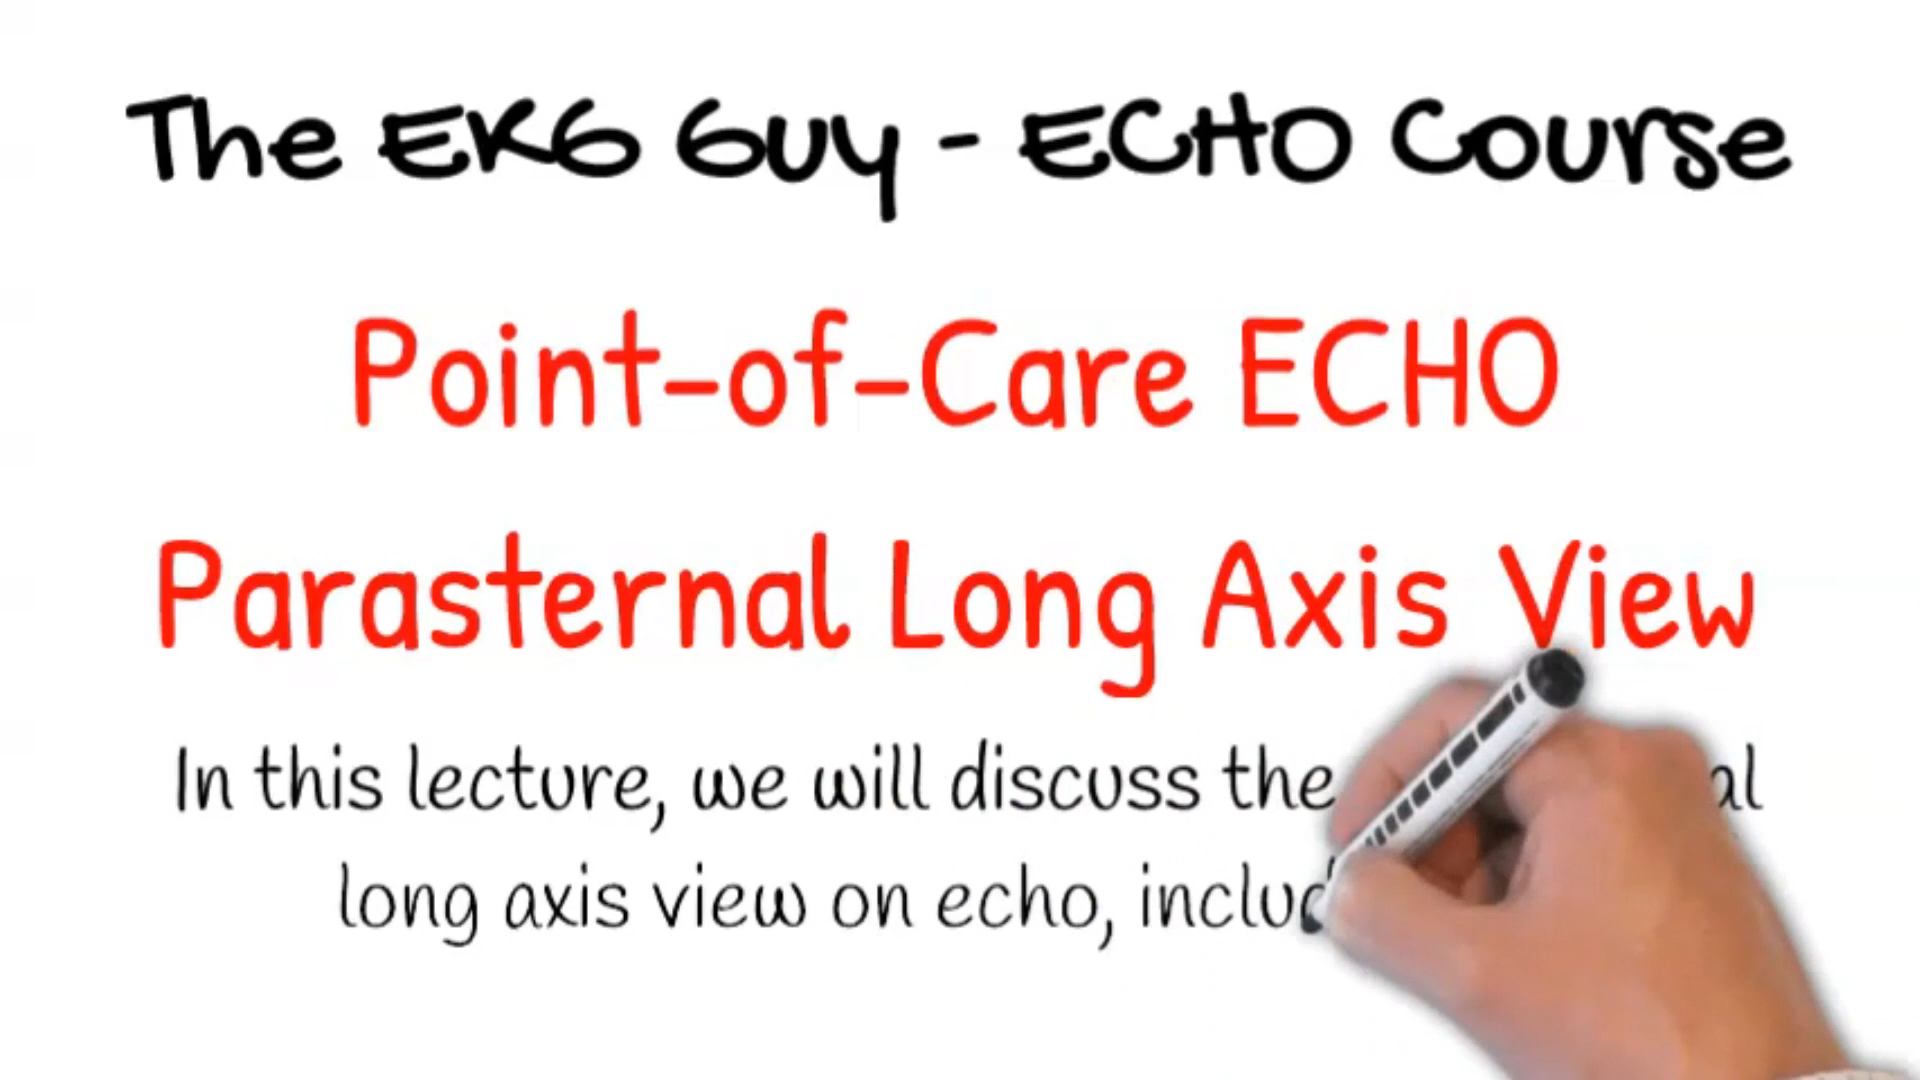 The EKG Guy - ECHO Course
Point-of-Care ECHO
Parasternal Long Axis View
In this lecture, we will discuss the
long axis view on echo,